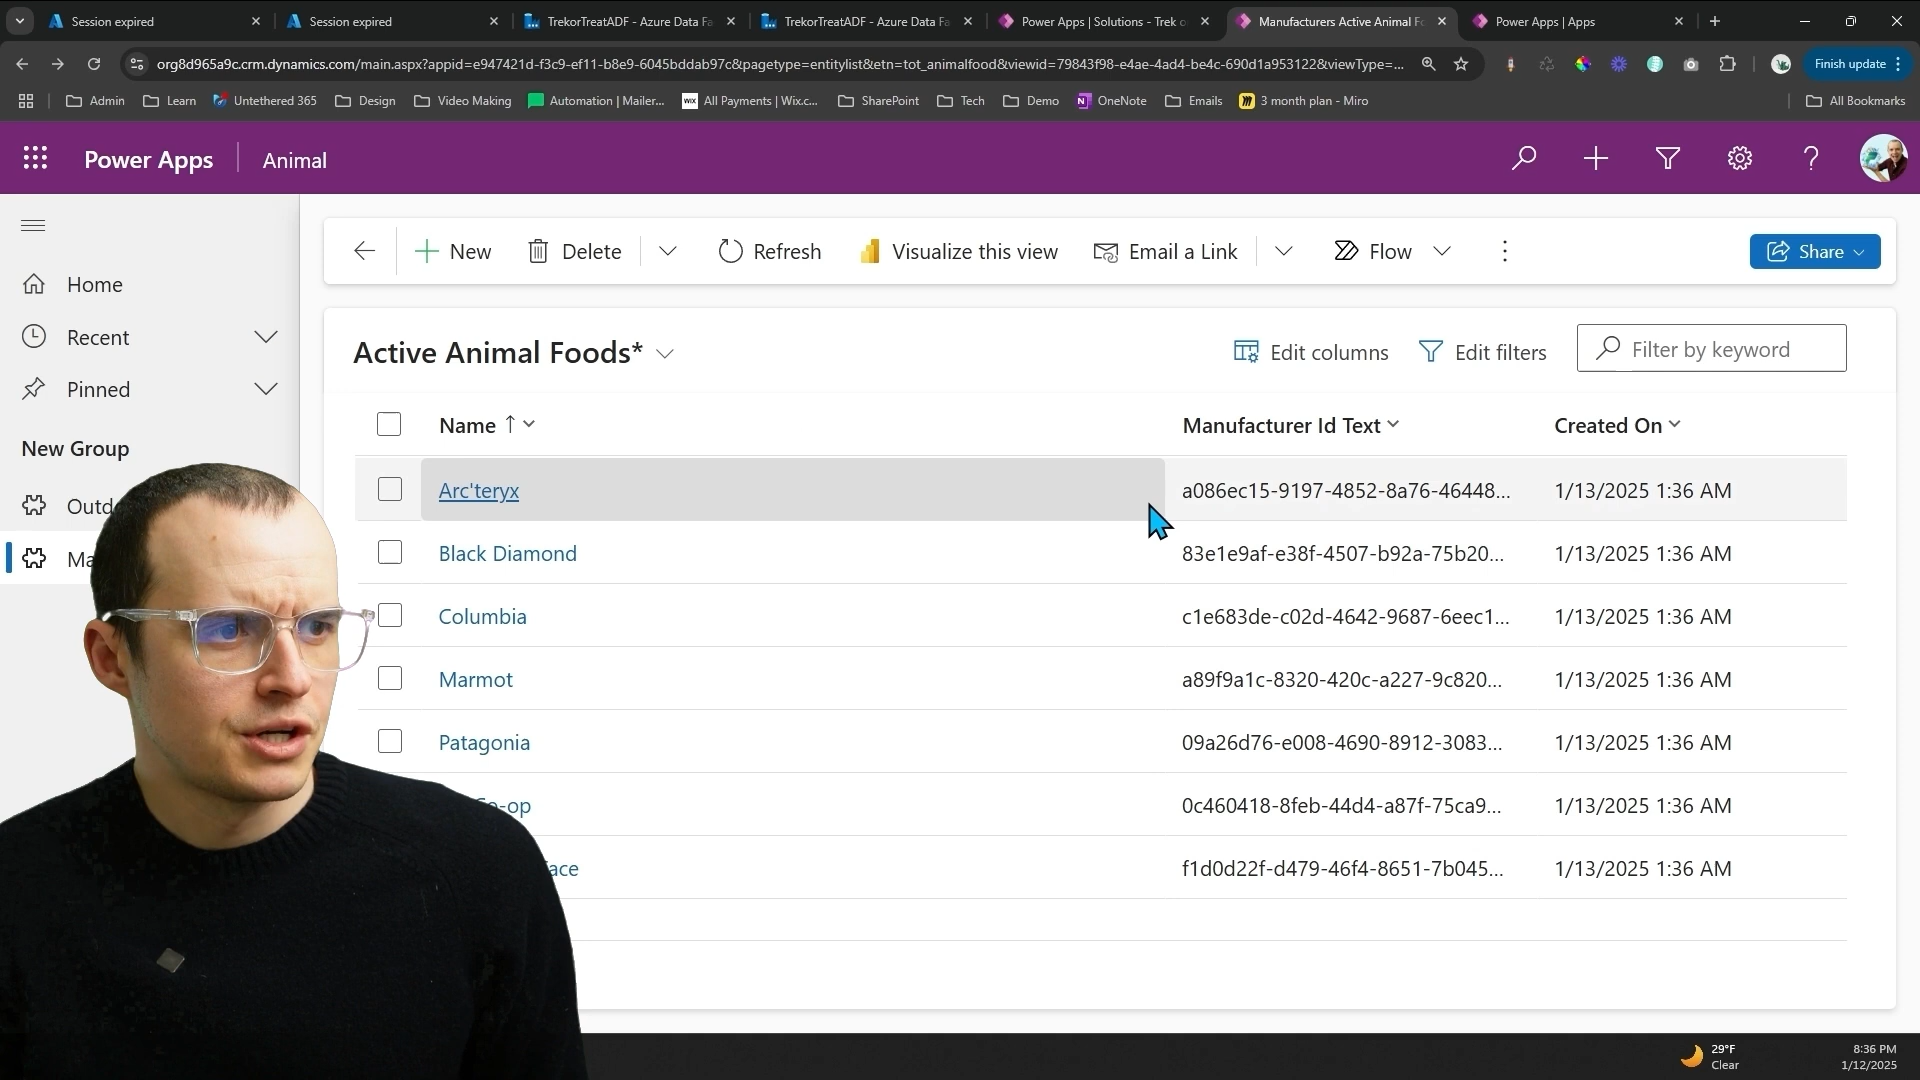 Session expired
Session expired
TrekorTreatADF - Azure Data Fa
TrekorTreatADF - Azure Data Fa
Power Apps | Solutions - Trek o
Manufacturers Active Animal Fo
Power Apps | Apps
org8d965a9c.crm.dynamics.com/main.aspx?appid=e947421d-f3c9-ef11-b8e9-6045bddab97c&pagetype=entitylist&etn=tot_animalfood&viewid=79843f98-e4ae-4ad4-be4c-690d1a953122&viewType=...
Finish update
Admin
Learn
Untethered 365
Design
Video Making
Automation | Mailer...
All Payments | Wix.c...
SharePoint
Tech
Demo
OneNote
Emails
3 month plan - Miro
All Bookmarks
Power Apps
Animal
New
Delete
Refresh
Visualize this view
Email a Link
Flow
Share
Home
Recent
Pinned
New Group
Outd
Ma
Active Animal Foods*
Edit columns
Edit filters
Filter by keyword
Name Manufacturer Id Text Created On
Arc'teryx a086ec15-9197-4852-8a76-46448... 1/13/2025 1:36 AM
Black Diamond 83e1e9af-e38f-4507-b92a-75b20... 1/13/2025 1:36 AM
Columbia c1e683de-c02d-4642-9687-6eec1... 1/13/2025 1:36 AM
Marmot a89f9a1c-8320-420c-a227-9c820... 1/13/2025 1:36 AM
Patagonia 09a26d76-e008-4690-8912-3083... 1/13/2025 1:36 AM
Co-op 0c460418-8feb-44d4-a87f-75ca9... 1/13/2025 1:36 AM
ace f1d0d22f-d479-46f4-8651-7b045... 1/13/2025 1:36 AM
29°F
Clear
8:36 PM
1/12/2025